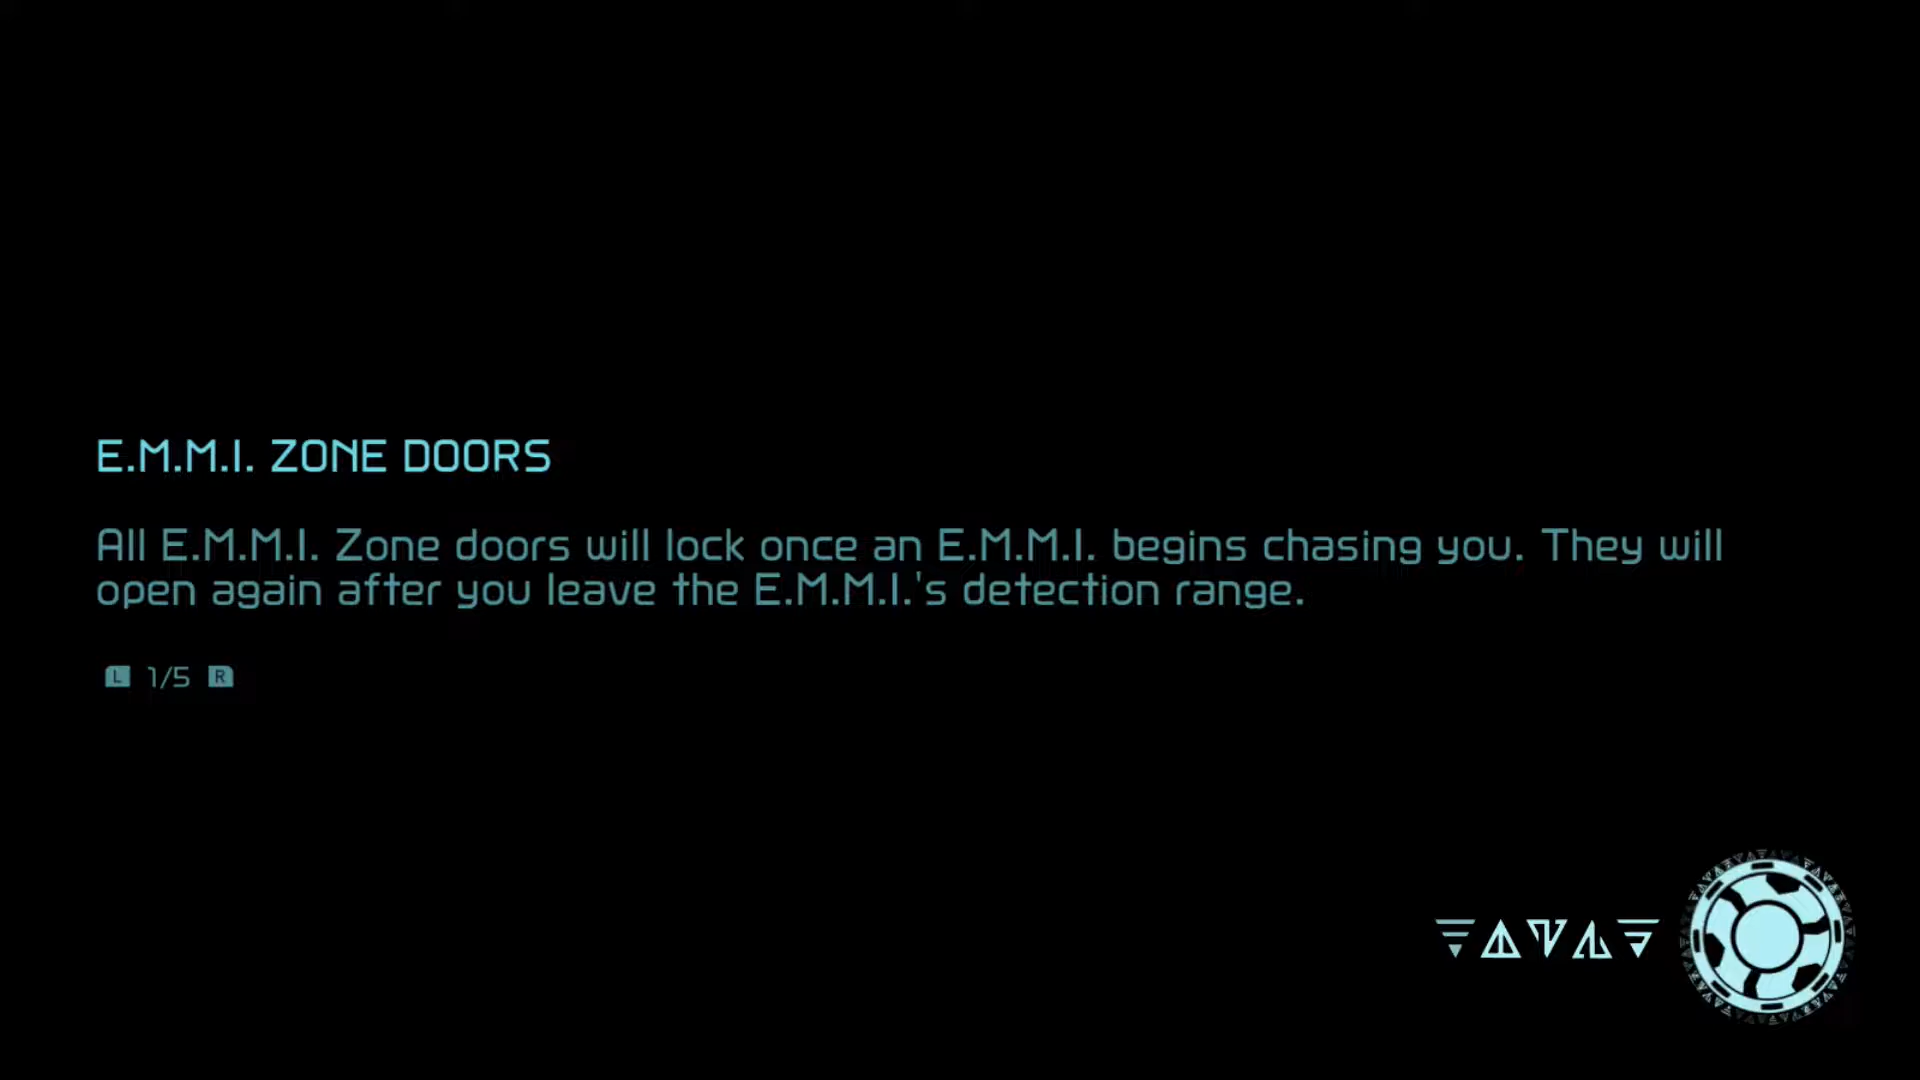 E.M.M.I. ZONE DOORS
All E.M.M.I. Zone doors will lock once an E.M.M.I. begins chasing you. They will
open again after you leave the E.M.M.I.'s detection range.
L 1/5 R